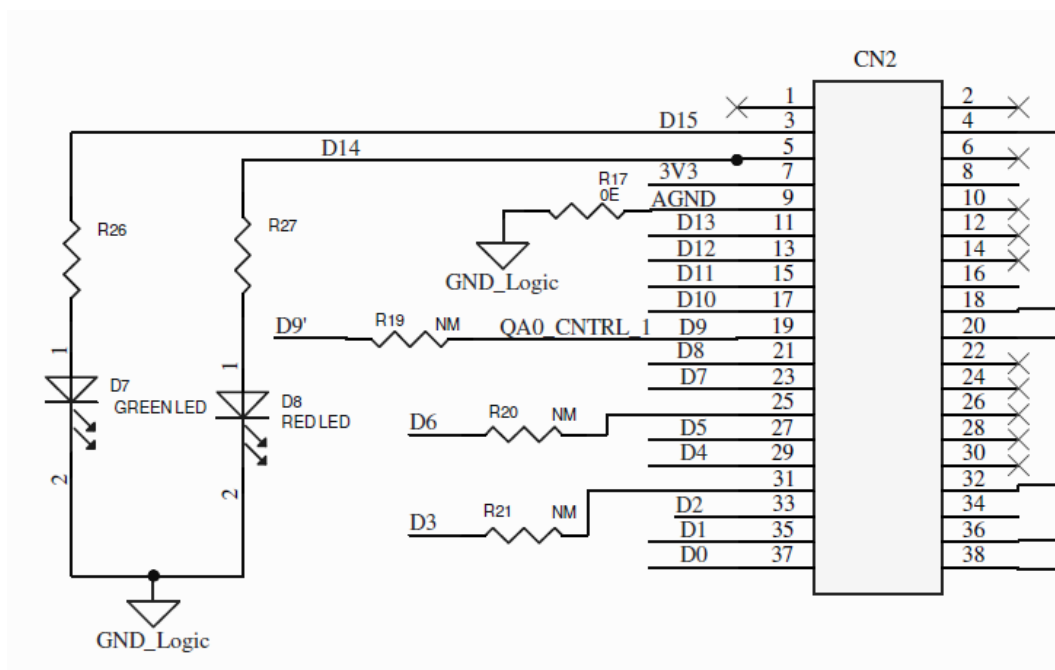 CN2
1 2
D15 3 4
D14 5 6
3V3 7 8
R17
0E
AGND 9 10
D13 11 12
D12 13 14
GND_Logic
D11 15 16
D10 17 18
D9' R19 NM QA0_CNTRL_1 D9 19 20
D8 21 22
D7 23 24
25 26
D6 R20 NM
D5 27 28
D4 29 30
31 32
D3 R21 NM
D2 33 34
D1 35 36
D0 37 38
R26
R27
1
D7
GREEN LED
2
1
D8
RED LED
2
GND_Logic